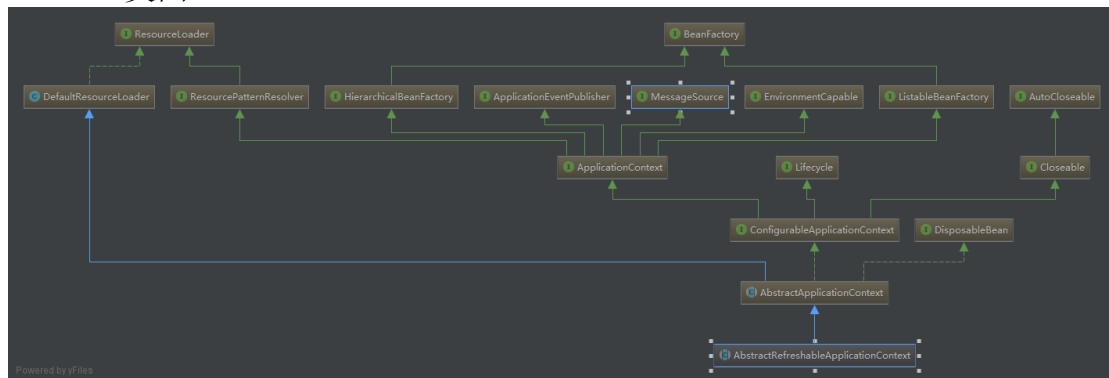 ResourceLoader
BeanFactory
DefaultResourceLoader
ResourcePatternResolver
HierarchicalBeanFactory
ApplicationEventPublisher
MessageSource
EnvironmentCapable
ListableBeanFactory
AutoCloseable
ApplicationContext
Lifecycle
Closeable
ConfigurableApplicationContext
DisposableBean
AbstractApplicationContext
AbstractRefreshableApplicationContext
Powered by yFiles